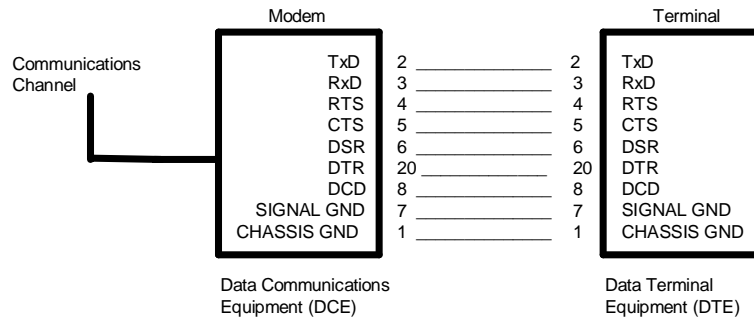 Modem Terminal
Communications
Channel
TxD 2 2 TxD
RxD 3 3 RxD
RTS 4 4 RTS
CTS 5 5 CTS
DSR 6 6 DSR
DTR 20 20 DTR
DCD 8 8 DCD
SIGNAL GND 7 7 SIGNAL GND
CHASSIS GND 1 1 CHASSIS GND
Data Communications
Equipment (DCE)
Data Terminal
Equipment (DTE)